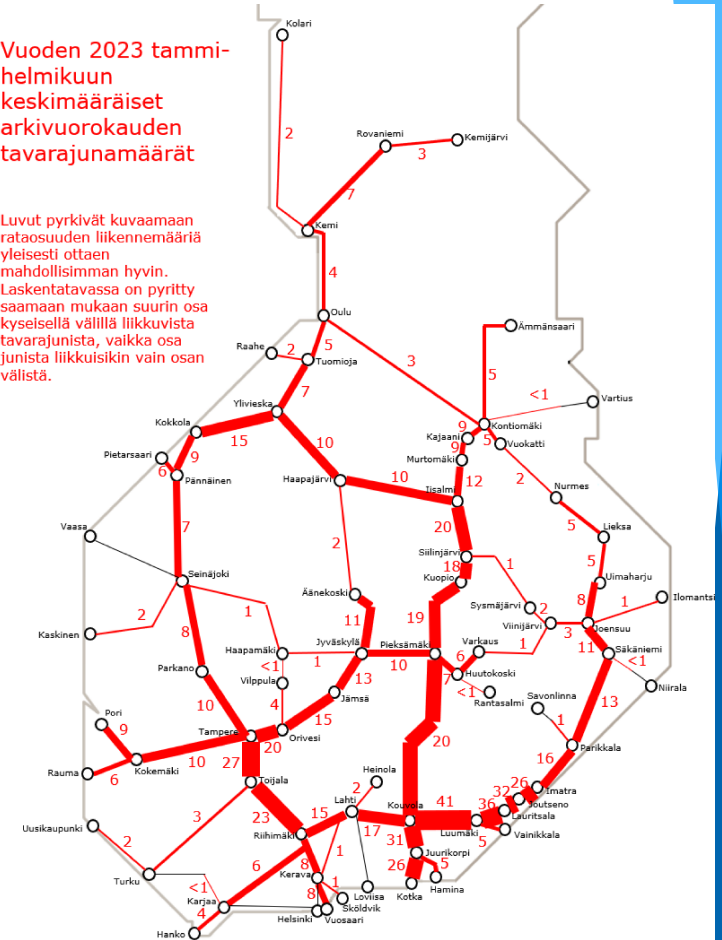 Kolari
Vuoden 2023 tammi-
helmikuun
keskimääräiset
arkivuorokauden
tavarajunamäärät
2
Rovaniemi
Kemijärvi
3
7
Luvut pyrkivät kuvaamaan
rataosuuden liikennemääriä
yleisesti ottaen
mahdollisimman hyvin.
Laskentatavassa on pyritty
saamaan mukaan suurin osa
kyseisellä välillä liikkuvista
tavarajunista, vaikka osa
junista liikkuisikin vain osan
välistä.
Kemi
4
Oulu
Ämmänsaari
Raahe
2
5
Tuomioja
3
5
7
<1
Vartius
Ylivieska
Kokkola
15
10
9
Kontiomäki
Kajaani
5
Vuokatti
9
Murtomäki
Pietarsaari
6
9
Pännäinen
Haapajärvi
10
12
Iisalmi
2
Nurmes
7
20
5
Lieksa
Vaasa
2
Siilinjärvi
1
5
18
Kuopio
Uimaharju
Seinäjoki
Äänekoski
8
Ilomantsi
1
2
1
11
19
Sysmäjärvi
2
Viinijärvi
3
Joensuu
Kaskinen
8
Haapamäki
Jyväskylä
Pieksämäki
Varkaus
1
11
Säkäniemi
<1
1
10
6
<1
Parkano
Vilppula
13
7
Huutokoski
<1
Rantasalmi
Niirala
10
4
Jämsä
15
Savonlinna
13
Pori
9
1
Tampere
20
Orivesi
20
Parikkala
10
Kokemäki
27
16
Rauma
6
Toijala
Heinola
2
26
Imatra
32
Joutseno
3
23
15
Lahti
Kouvola
41
36
Lauritsala
Uusikaupunki
17
Luumäki
5
Vainikkala
2
Riihimäki
31
Juurikorpi
1
6
8
26
5
Turku
<1
Kerava
1
Karjaa
8
Loviisa
Kotka
Hamina
4
Sköldvik
Hanko
Helsinki
Vuosaari